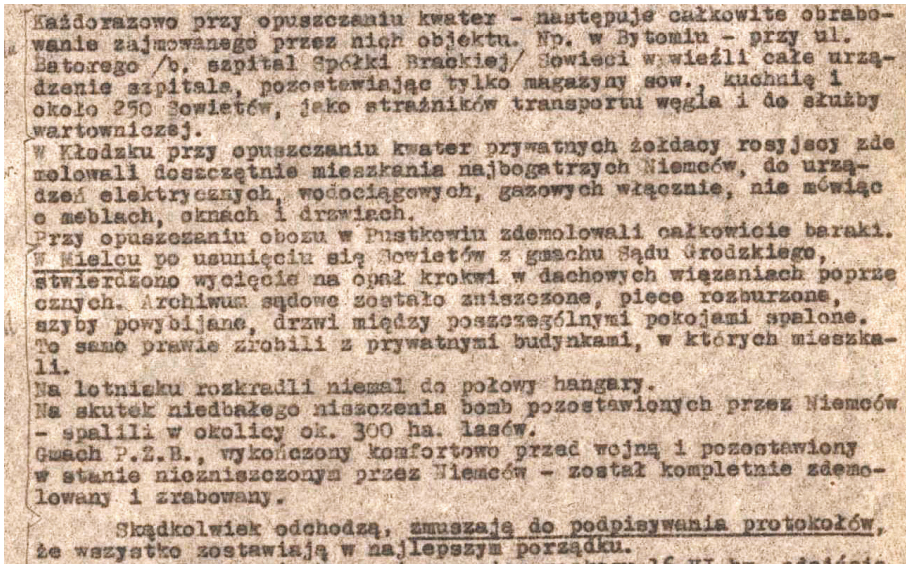 Każdorazowo przy opuszczaniu kwater - następuje całkowite obrabo-
wanie zajmowanego przez nich objektu. Np. w Bytomiu - przy ul.
Batorego /b. szpital Spółki Brackiej/ Sowieci wywieźli całe urzą-
dzenie szpitala, pozostawiając tylko magazyny sow., kuchnię i
około 250 Sowietów, jako strażników transportu węgla i do służby
wartowniczej.
W Kłodzku przy opuszczaniu kwater prywatnych żołdacy rosyjscy zde
molowali doszczętnie mieszkania najbogatrzych Niemców, do urzą-
dzeń elektrycznych, wodociągowych, gazowych włącznie, nie mówiąc
o meblach, oknach i drzwiach.
Przy opuszczaniu obozu w Pustkowiu zdemolowali całkowicie baraki.
W Mielcu po usunięciu się Sowietów z gmachu Sądu Grodzkiego,
stwierdzono wycięcie na opał krokwi w dachowych wiązaniach poprze
cznych. Archiwum sądowe zostało zniszczone, piece rozburzone,
szyby powybijane, drzwi między poszczególnymi pokojami spalone.
To samo prawie zrobili z prywatnymi budynkami, w których mieszka-
li.
Na lotnisku rozkradli niemal do połowy hangary.
Na skutek niedbałego niszczenia bomb pozostawionych przez Niemców
- spalili w okolicy ok. 300 ha. lasów.
Gmach P.Z.B., wykończony komfortowo przed wojną i pozostawiony
w stanie niezniszczonym przez Niemców - został kompletnie zdemo-
lowany i zrabowany.
Skądkolwiek odchodzą, zmuszają do podpisywania protokołów,
że wszystko zostawiają w najlepszym porządku.